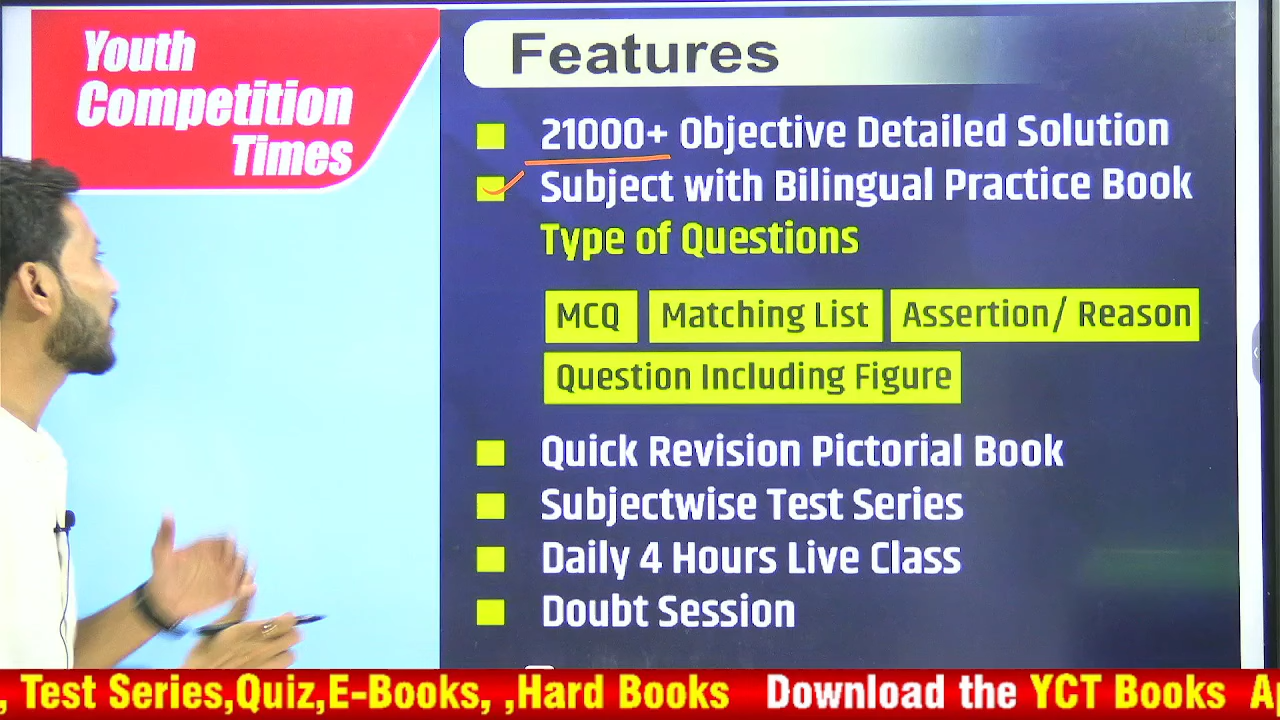 Youth
Competition
Times
Features
21000+ Objective Detailed Solution
Subject with Bilingual Practice Book
Type of Questions
MCQ Matching List Assertion/ Reason
Question Including Figure
Quick Revision Pictorial Book
Subjectwise Test Series
Daily 4 Hours Live Class
Doubt Session
, Test Series,Quiz,E-Books, ,Hard Books Download the YCT Books